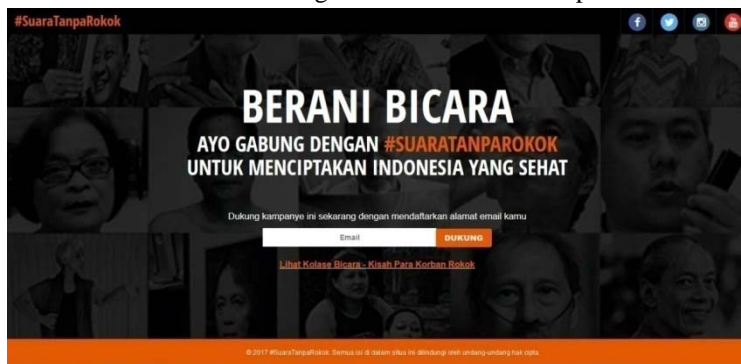 #SuaraTanpaRokok
BERANI BICARA
AYO GABUNG DENGAN #SUARATANPAROKOK
UNTUK MENCIPTAKAN INDONESIA YANG SEHAT
Dukung kampanye ini sekarang dengan mendaftarkan alamat email kamu
Email DUKUNG
Lihat Kolase Bicara - Kisah Para Korban Rokok
© 2017 #SuaraTanpaRokok. Semua isi di dalam situs ini dilindungi oleh undang-undang hak cipta.